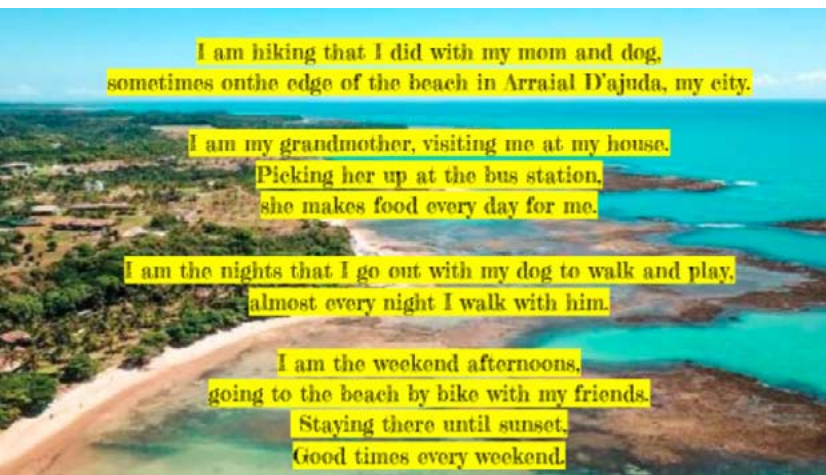 I am hiking that I did with my mom and dog,
sometimes onthe edge of the beach in Arraial D'ajuda, my city.
I am my grandmother, visiting me at my house.
Picking her up at the bus station,
she makes food every day for me.
I am the nights that I go out with my dog to walk and play,
almost every night I walk with him.
I am the weekend afternoons,
going to the beach by bike with my friends.
Staying there until sunset,
Good times every weekend.